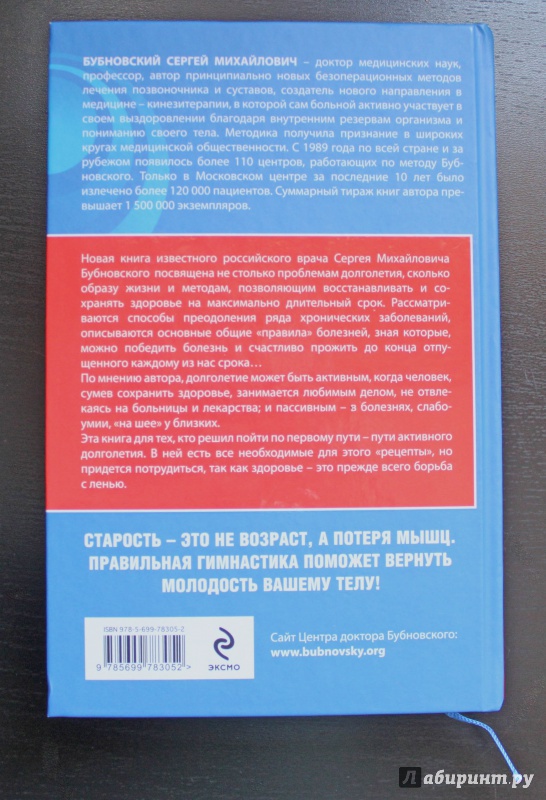 БУБНОВСКИЙ СЕРГЕЙ МИХАЙЛОВИЧ – доктор медицинских наук,
профессор, автор принципиально новых безоперационных методов
лечения позвоночника и суставов, создатель нового направления в
медицине – кинезитерапии, в которой сам больной активно участвует в
своем выздоровлении благодаря внутренним резервам организма и
пониманию своего тела. Методика получила признание в широких
кругах медицинской общественности. С 1989 года по всей стране и за
рубежом появилось более 110 центров, работающих по методу Буб-
новского. Только в Московском центре за последние 10 лет было
излечено более 120 000 пациентов. Суммарный тираж книг автора пре-
вышает 1 500 000 экземпляров.
Новая книга известного российского врача Сергея Михайловича
Бубновского посвящена не столько проблемам долголетия, сколько
образу жизни и методам, позволяющим восстанавливать и со-
хранять здоровье на максимально длительный срок. Рассматри-
ваются способы преодоления ряда хронических заболеваний,
описываются основные общие «правила» болезней, зная которые,
можно победить болезнь и счастливо прожить до конца отпу-
щенного каждому из нас срока...
По мнению автора, долголетие может быть активным, когда человек,
сумев сохранить здоровье, занимается любимым делом, не отвле-
каясь на больницы и лекарства; и пассивным – в болезнях, слабо-
умии, «на шее» у близких.
Эта книга для тех, кто решил пойти по первому пути – пути активного
долголетия. В ней есть все необходимые для этого «рецепты», но
придется потрудиться, так как здоровье – это прежде всего борьба
с ленью.
СТАРОСТЬ – ЭТО НЕ ВОЗРАСТ, А ПОТЕРЯ МЫШЦ.
ПРАВИЛЬНАЯ ГИМНАСТИКА ПОМОЖЕТ ВЕРНУТЬ
МОЛОДОСТЬ ВАШЕМУ ТЕЛУ!
ISBN 978-5-699-78305-2
9 785699 783052 >
ЭКСМО
Сайт Центра доктора Бубновского:
www.bubnovsky.org
Лабиринт.ру